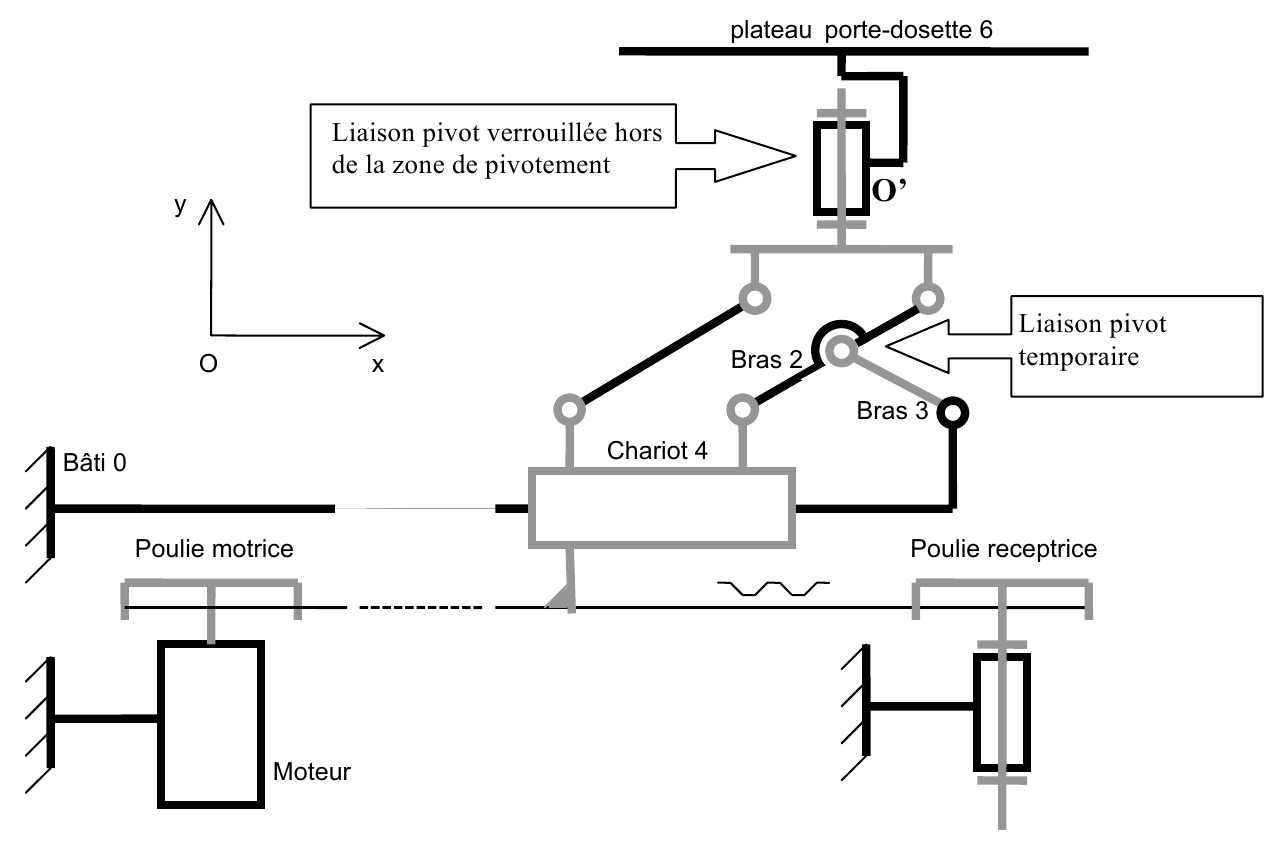 plateau porte-dosette 6
Liaison pivot verrouillée hors
de la zone de pivotement
O’
y
O
x
Liaison pivot
temporaire
Bras 2
Bras 3
Chariot 4
Bâti 0
Poulie motrice
Poulie receptrice
Moteur